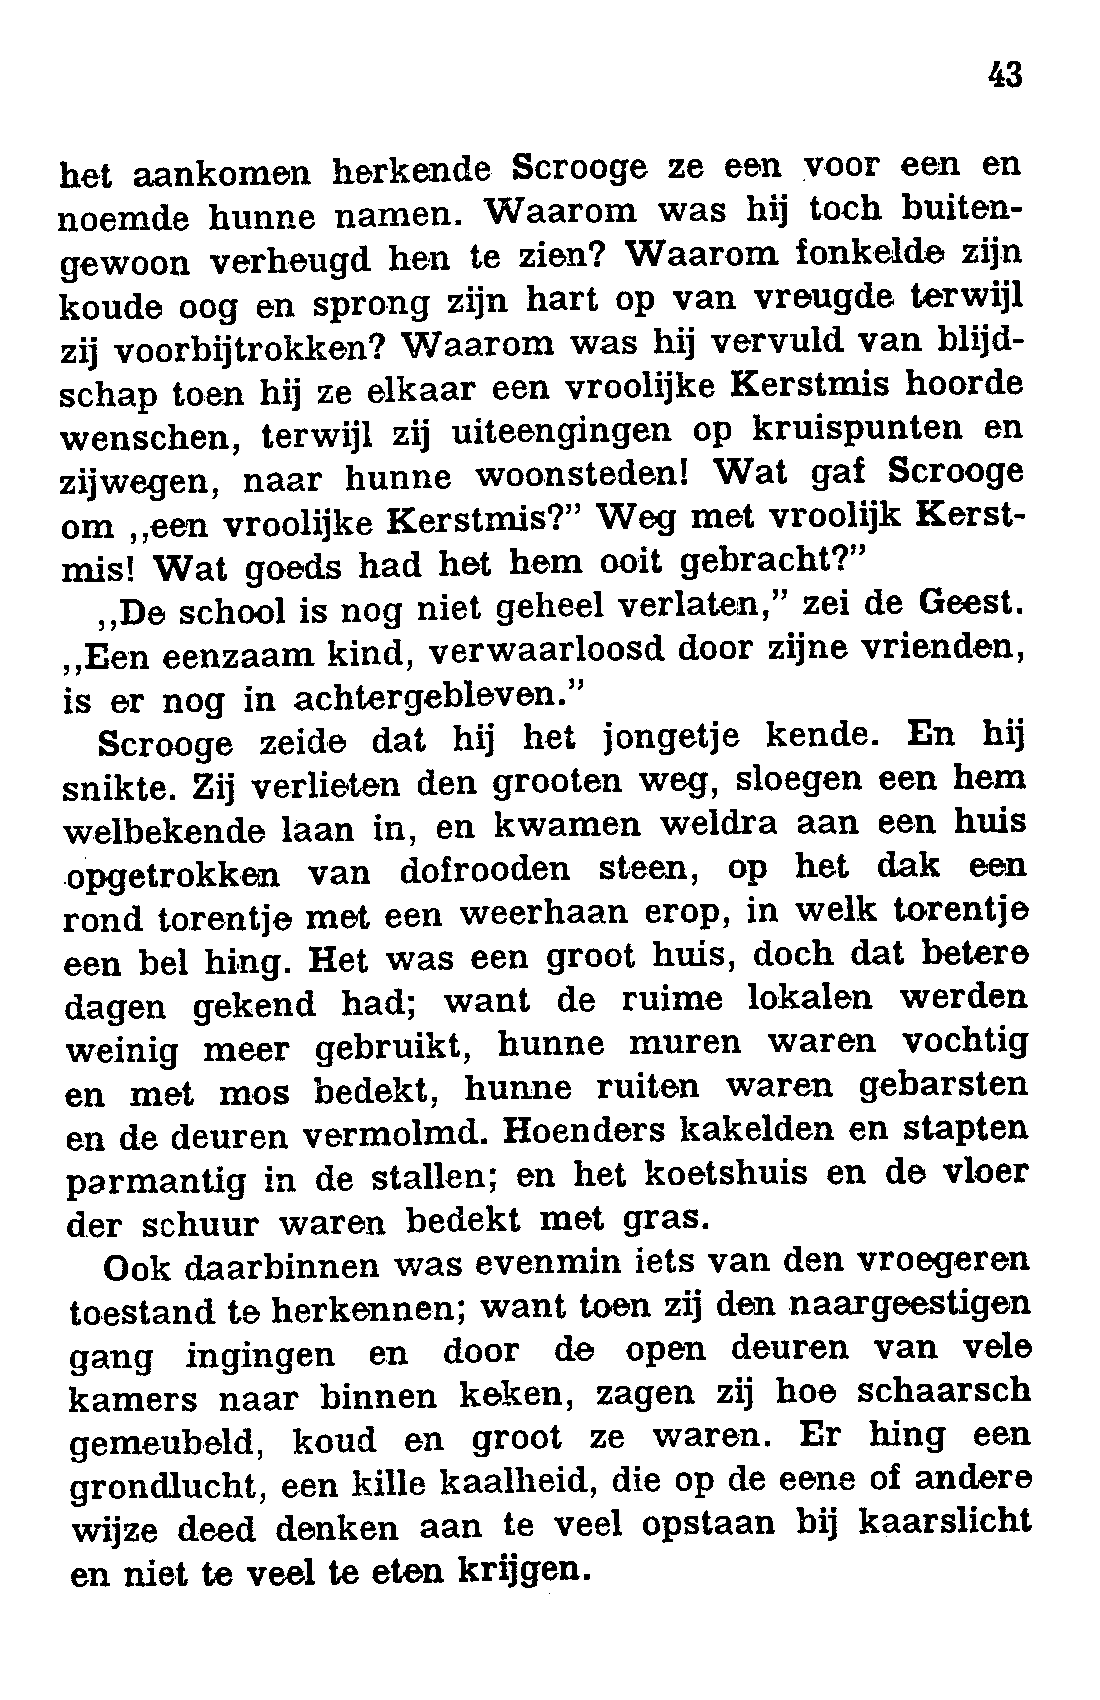 43
het aankomen herkende Scrooge ze een voor een en
noemde hunne namen. Waarom was hij toch buiten-
gewoon verheugd hen te zien? Waarom fonkelde zijn
koude oog en sprong zijn hart op van vreugde terwijl
zij voorbijtrokken? Waarom was hij vervuld van blijd-
schap toen hij ze elkaar een vroolijke Kerstmis hoorde
wenschen, terwijl zij uiteengingen op kruispunten en
zijwegen, naar hunne woonsteden! Wat gaf Scrooge
om ,,een vroolijke Kerstmis?” Weg met vroolijk Kerst-
mis! Wat goeds had het hem ooit gebracht?”
,,De school is nog niet geheel verlaten,” zei de Geest.
,,Een eenzaam kind, verwaarloosd door zijne vrienden,
is er nog in achtergebleven.”
Scrooge zeide dat hij het jongetje kende. En hij
snikte. Zij verlieten den grooten weg, sloegen een hem
welbekende laan in, en kwamen weldra aan een huis
opgetrokken van dofrooden steen, op het dak een
rond torentje met een weerhaan erop, in welk torentje
een bel hing. Het was een groot huis, doch dat betere
dagen gekend had; want de ruime lokalen werden
weinig meer gebruikt, hunne muren waren vochtig
en met mos bedekt, hunne ruiten waren gebarsten
en de deuren vermolmd. Hoenders kakelden en stapten
parmantig in de stallen; en het koetshuis en de vloer
der schuur waren bedekt met gras.
Ook daarbinnen was evenmin iets van den vroegeren
toestand te herkennen; want toen zij den naargeestigen
gang ingingen en door de open deuren van vele
kamers naar binnen keken, zagen zij hoe schaarsch
gemeubeld, koud en groot ze waren. Er hing een
grondlucht, een kille kaalheid, die op de eene of andere
wijze deed denken aan te veel opstaan bij kaarslicht
en niet te veel te eten krijgen.